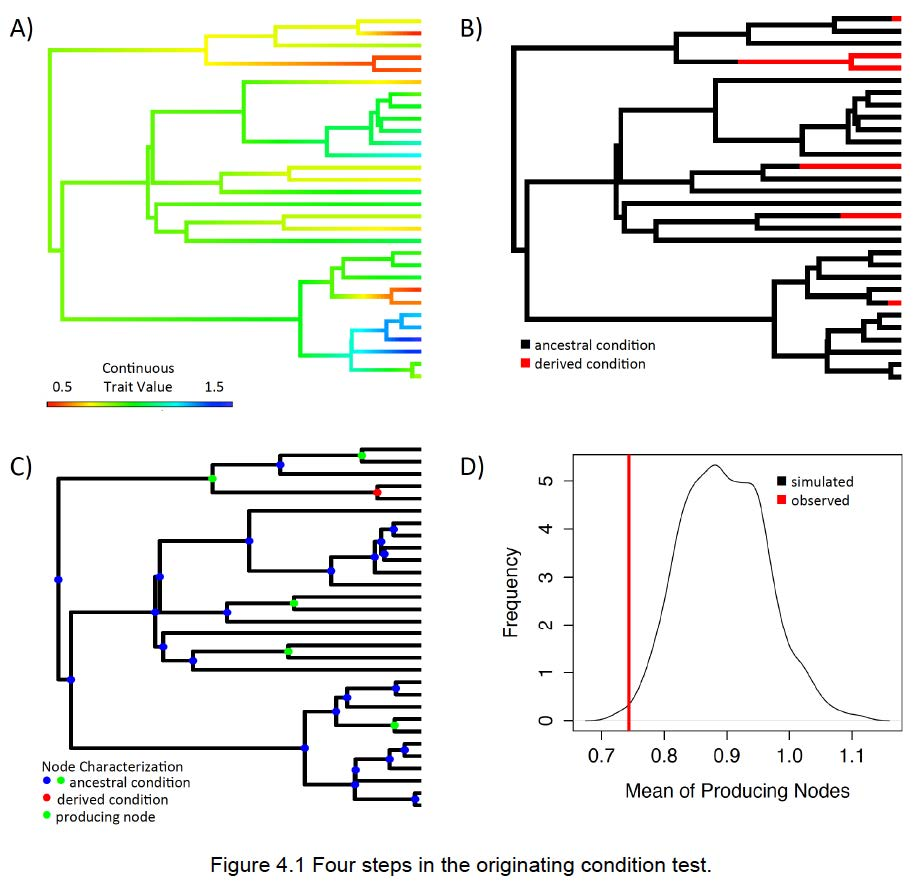 A)
Continuous
Trait Value
0.5
1.5
B)
ancestral condition
derived condition
C)
Node Characterization
ancestral condition
derived condition
producing node
D)
simulated
observed
Frequency
5
4
3
2
1
0
0.7 0.8 0.9 1.0 1.1
Mean of Producing Nodes
Figure 4.1 Four steps in the originating condition test.